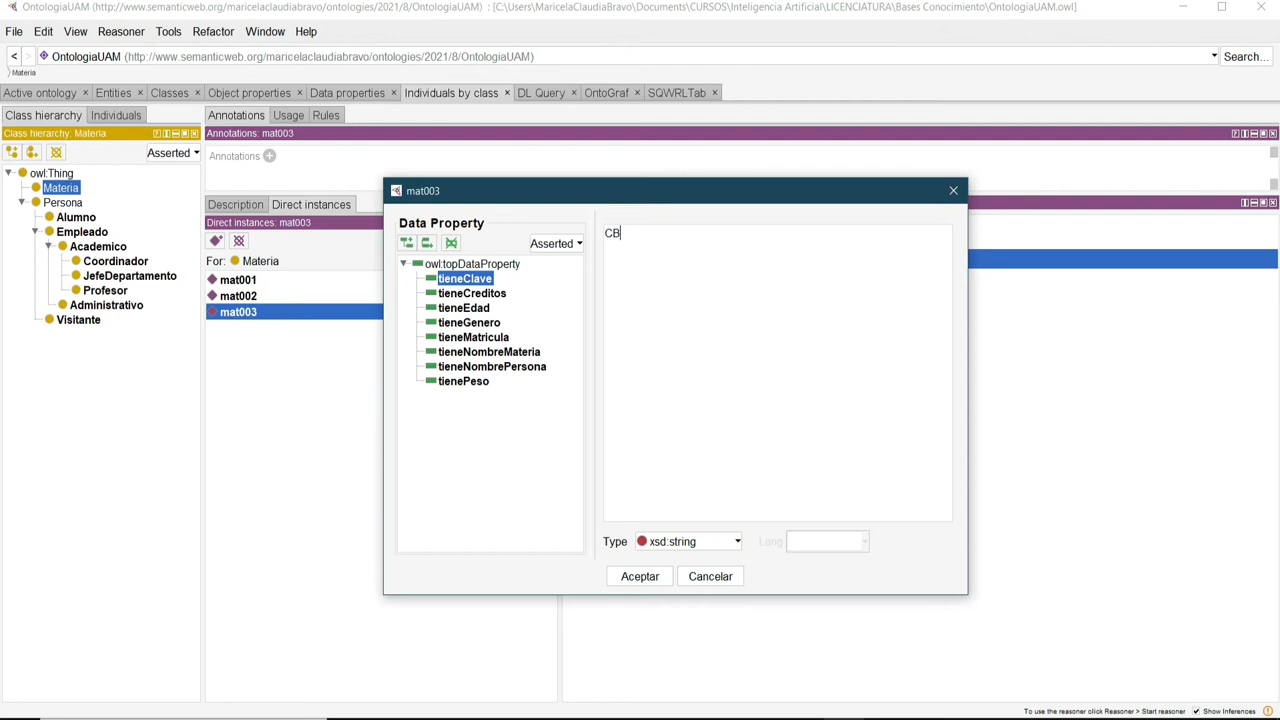 OntologiaUAM (http://www.semanticweb.org/maricelaclaudiabravo/ontologies/2021/8/OntologiaUAM) : [C:\Users\MaricelaClaudiaBravo\Documents\CURSOS\Inteligencia Artificial\LICENCIATURA\Bases Conocimiento\OntologiaUAM.owl]
File Edit View Reasoner Tools Refactor Window Help
< > OntologiaUAM (http://www.semanticweb.org/maricelaclaudiabravo/ontologies/2021/8/OntologiaUAM) Search...
Materia
Active ontology × Entities × Classes × Object properties × Data properties × Individuals by class × DL Query × OntoGraf × SQWRLTab ×
Class hierarchy Individuals Annotations Usage Rules
Class hierarchy: Materia Annotations: mat003
Asserted Annotations
owl:Thing
Materia
Persona
Alumno
Empleado
Academico
Coordinador
JefeDepartamento
Profesor
Administrativo
Visitante
Description Direct instances
Direct instances: mat003
For: Materia
mat001
mat002
mat003
mat003
Data Property
Asserted
owl:topDataProperty
tieneClave
tieneCreditos
tieneEdad
tieneGenero
tieneMatricula
tieneNombreMateria
tieneNombrePersona
tienePeso
CB
Type xsd:string Lang
Aceptar Cancelar
To use the reasoner click Reasoner > Start reasoner Show Inferences